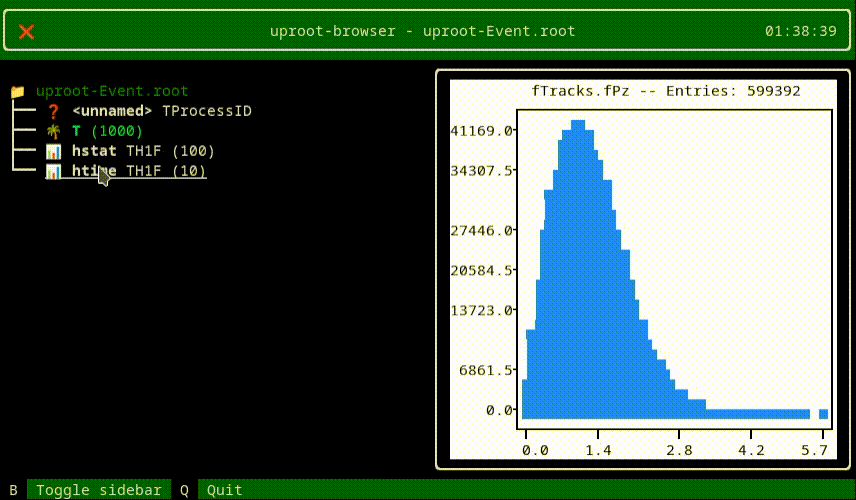 uproot-browser - uproot-Event.root
01:38:39
uproot-Event.root
<unnamed> TProcessID
T (1000)
hstat TH1F (100)
htime TH1F (10)
fTracks.fPz -- Entries: 599392
41169.0
34307.5
27446.0
20584.5
13723.0
6861.5
0.0
0.0 1.4 2.8 4.2 5.7
B Toggle sidebar Q Quit